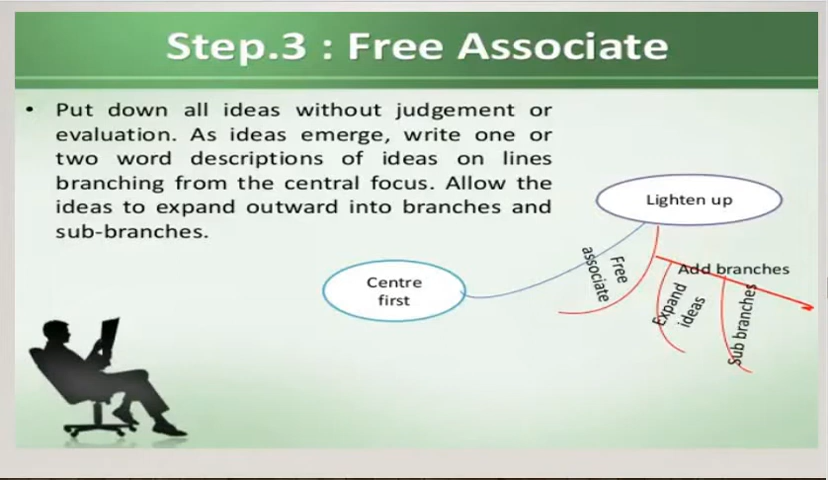 Step.3 : Free Associate
• Put down all ideas without judgement or
evaluation. As ideas emerge, write one or
two word descriptions of ideas on lines
branching from the central focus. Allow the
ideas to expand outward into branches and
sub-branches.
Lighten up
Centre
first
Free
associate
Add branches
Expand
ideas
Sub branches